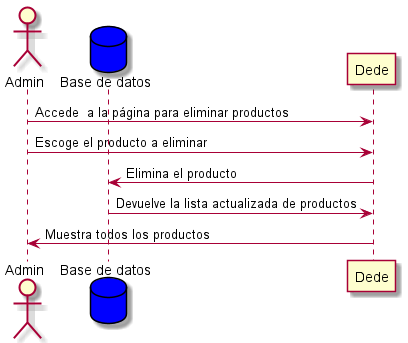 Admin
Base de datos
Dede
Accede  a la página para eliminar productos
Escoge el producto a eliminar
Elimina el producto
Devuelve la lista actualizada de productos
Muestra todos los productos
Admin
Base de datos
Dede